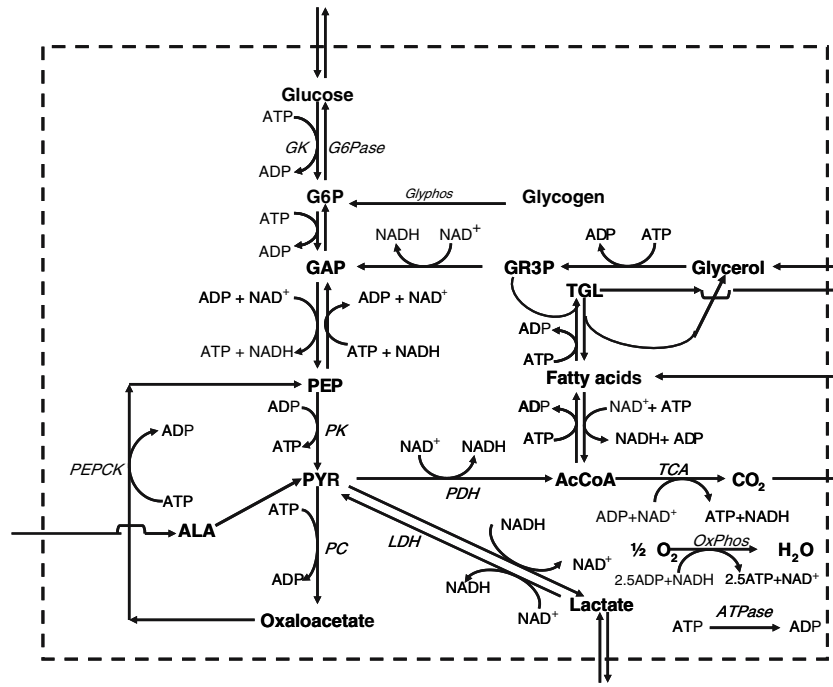 Glucose
ATP
GK
G6Pase
ADP
G6P
Glyphos
Glycogen
ATP
ADP
NADH
NAD+
ADP
ATP
GAP
GR3P
Glycerol
TGL
ADP + NAD+
ADP + NAD+
ADP
ATP + NADH
ATP + NADH
ATP
PEP
Fatty acids
ADP
PK
ATP
ADP
NAD+ + ATP
ADP
NAD+
NADH
ATP
NADH+ ADP
PEPCK
ATP
PYR
PDH
AcCoA
TCA
CO2
ATP
ADP+NAD+
ATP+NADH
ALA
PC
LDH
NADH
½ O2
OxPhos
H2O
ADP
NADH
NAD+
2.5ADP+NADH
2.5ATP+NAD+
Oxaloacetate
NAD+
Lactate
ATPase
ATP
ADP